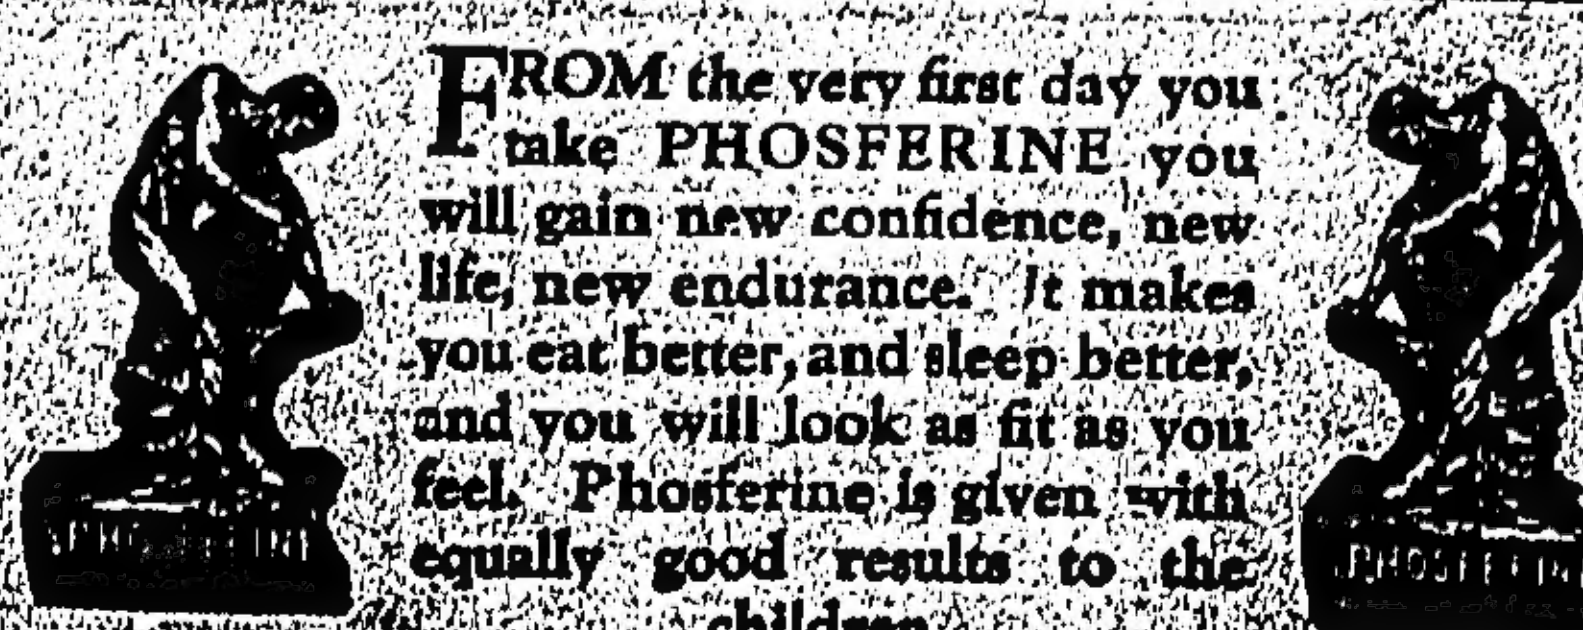 FROM the very first day you
take PHOSFERINE you
will gain new confidence, new
life, new endurance. It makes
you eat better, and sleep better,
and you will look as fit as you
feel. Phosferine is given with
equally good results to the
children.